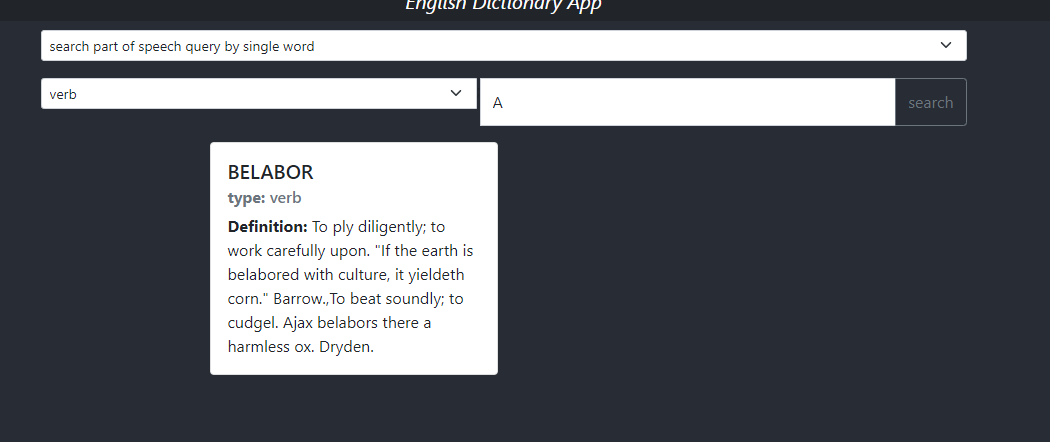 English Dictionary App
search part of speech query by single word
verb
A
search
BELABOR
type: verb
Definition: To ply diligently; to
work carefully upon. "If the earth is
belabored with culture, it yieldeth
corn." Barrow.,To beat soundly; to
cudgel. Ajax belabors there a
harmless ox. Dryden.